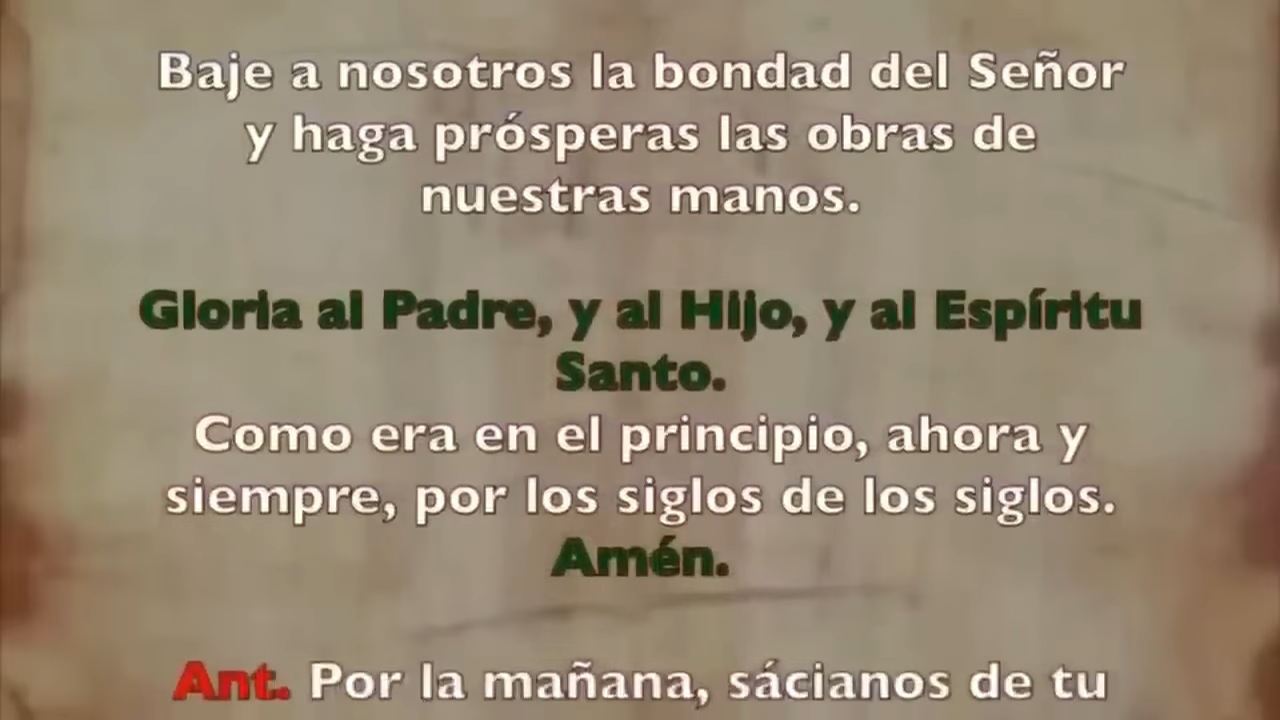 Baje a nosotros la bondad del Señor
y haga prósperas las obras de
nuestras manos.
Gloria al Padre, y al Hijo, y al Espíritu
Santo.
Como era en el principio, ahora y
siempre, por los siglos de los siglos.
Amén.
Ant. Por la mañana, sácianos de tu